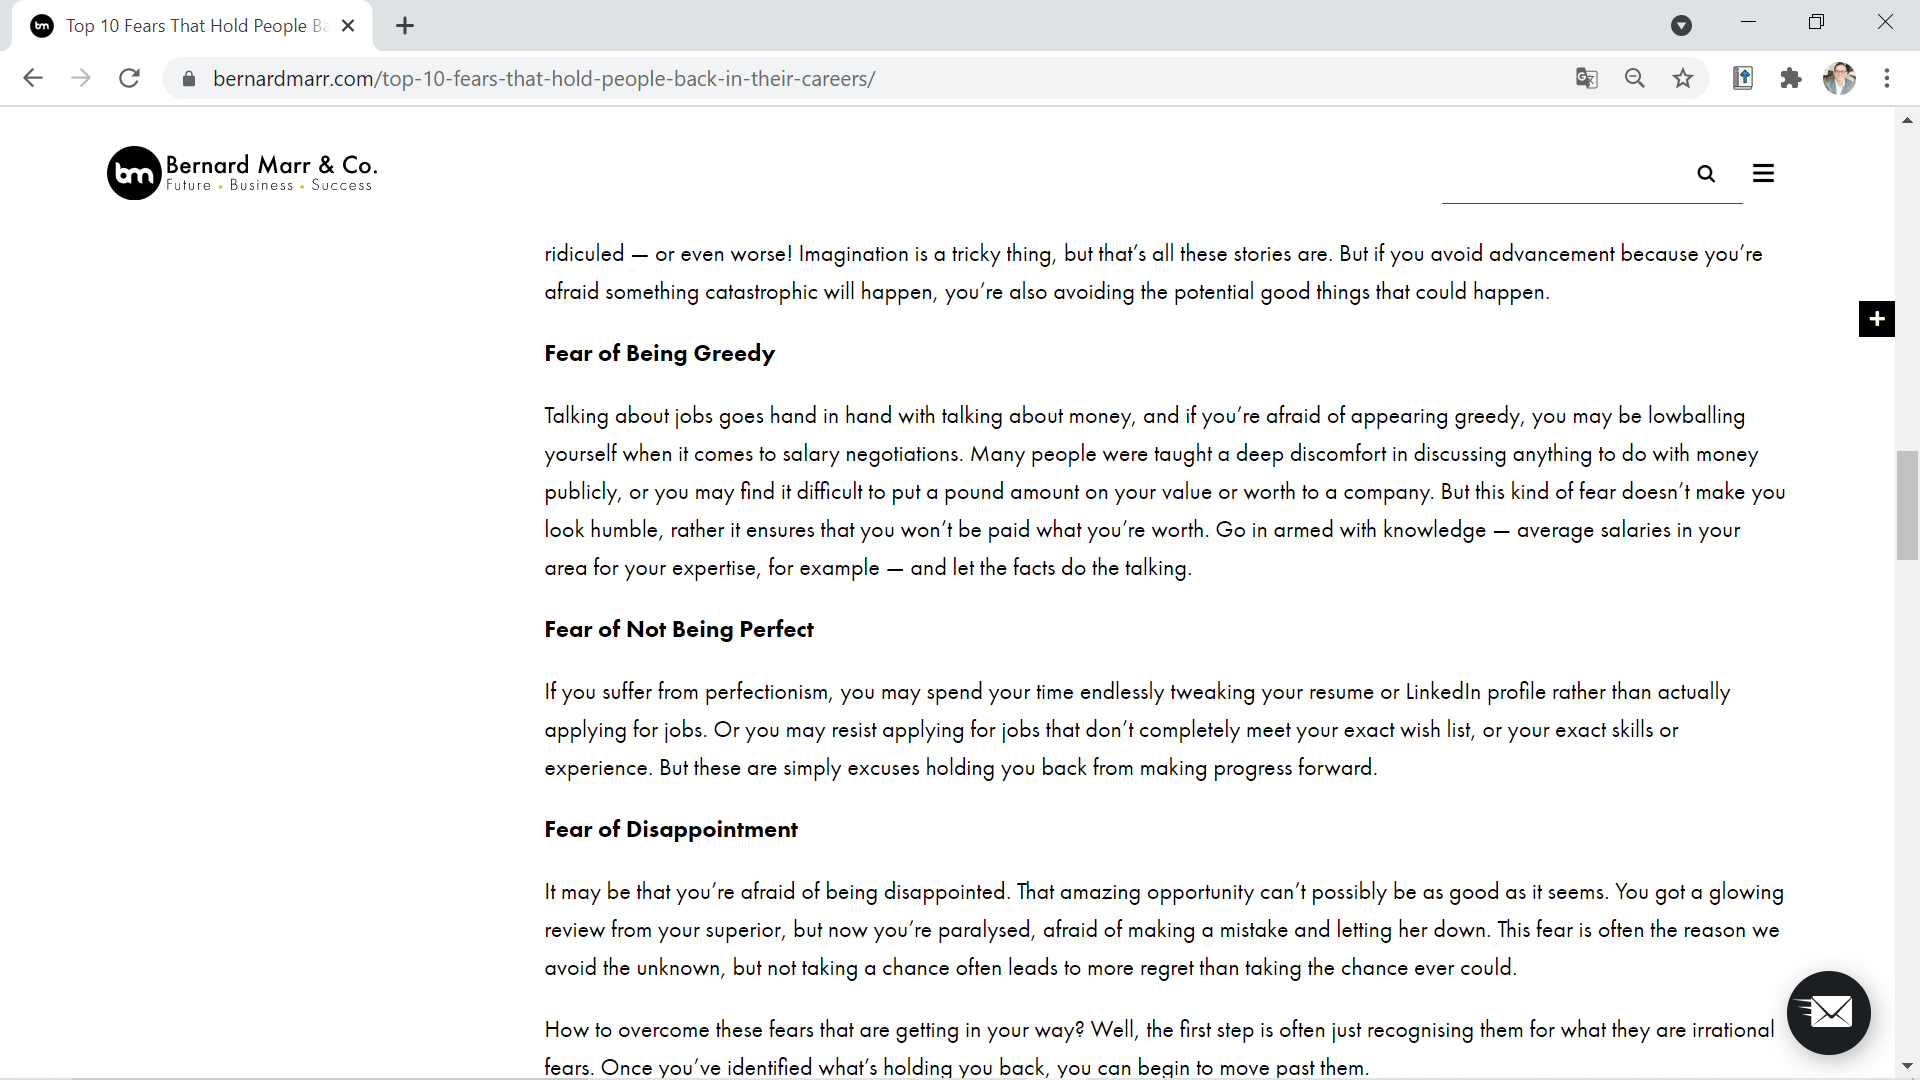 Top 10 Fears That Hold People Ba
bernardmarr.com/top-10-fears-that-hold-people-back-in-their-careers/
bm
Bernard Marr & Co.
Future • Business • Success
ridiculed — or even worse! Imagination is a tricky thing, but that’s all these stories are. But if you avoid advancement because you’re
afraid something catastrophic will happen, you’re also avoiding the potential good things that could happen.
Fear of Being Greedy
Talking about jobs goes hand in hand with talking about money, and if you’re afraid of appearing greedy, you may be lowballing
yourself when it comes to salary negotiations. Many people were taught a deep discomfort in discussing anything to do with money
publicly, or you may find it difficult to put a pound amount on your value or worth to a company. But this kind of fear doesn’t make you
look humble, rather it ensures that you won’t be paid what you’re worth. Go in armed with knowledge — average salaries in your
area for your expertise, for example — and let the facts do the talking.
Fear of Not Being Perfect
If you suffer from perfectionism, you may spend your time endlessly tweaking your resume or LinkedIn profile rather than actually
applying for jobs. Or you may resist applying for jobs that don’t completely meet your exact wish list, or your exact skills or
experience. But these are simply excuses holding you back from making progress forward.
Fear of Disappointment
It may be that you’re afraid of being disappointed. That amazing opportunity can’t possibly be as good as it seems. You got a glowing
review from your superior, but now you’re paralysed, afraid of making a mistake and letting her down. This fear is often the reason we
avoid the unknown, but not taking a chance often leads to more regret than taking the chance ever could.
How to overcome these fears that are getting in your way? Well, the first step is often just recognising them for what they are irrational
fears. Once you’ve identified what’s holding you back, you can begin to move past them.